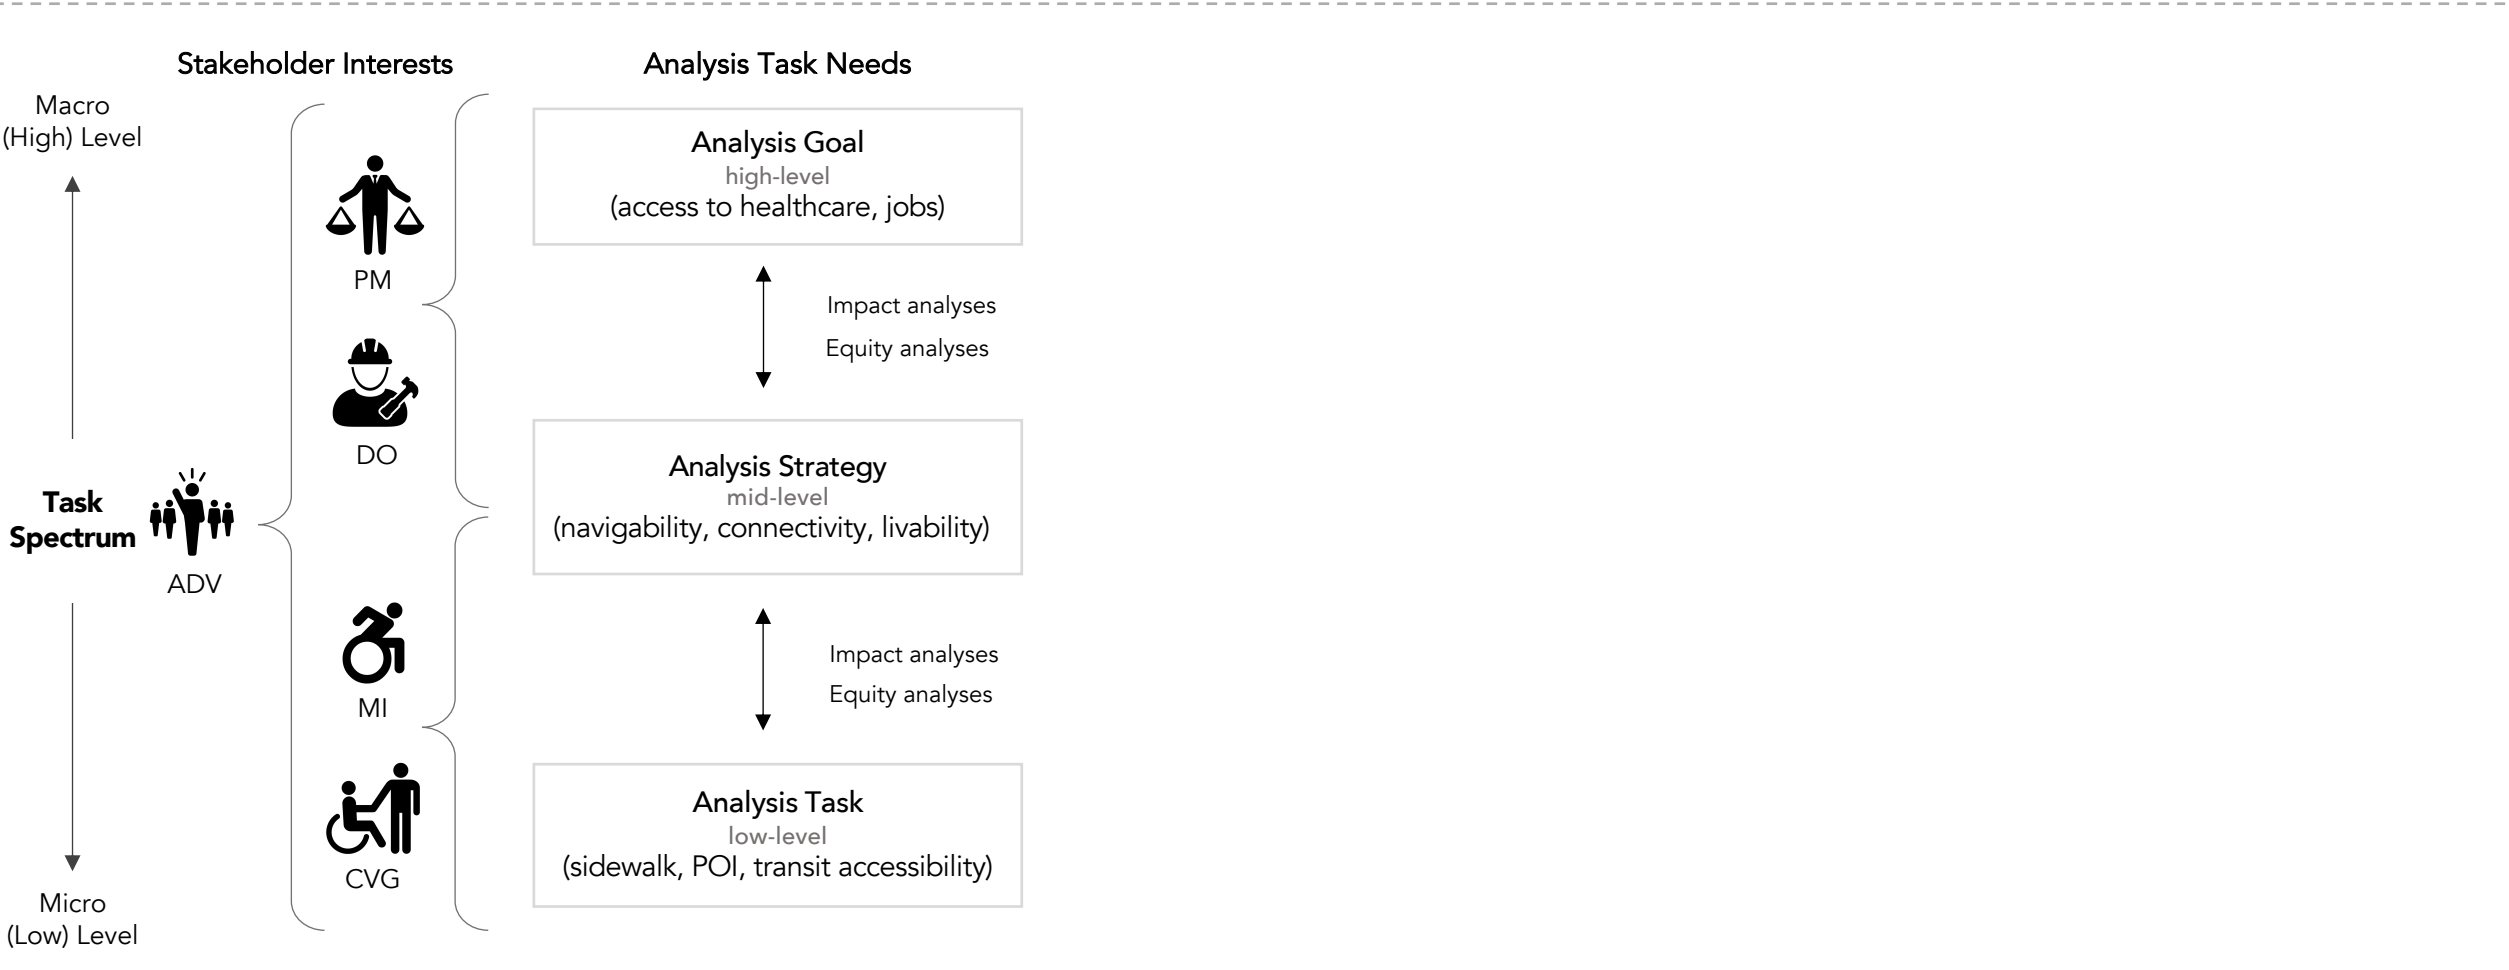 Stakeholder Interests
Analysis Task Needs
Macro
(High) Level
Task
Spectrum
Micro
(Low) Level
ADV
PM
DO
MI
CVG
Analysis Goal
high-level
(access to healthcare, jobs)
Impact analyses
Equity analyses
Analysis Strategy
mid-level
(navigability, connectivity, livability)
Impact analyses
Equity analyses
Analysis Task
low-level
(sidewalk, POI, transit accessibility)